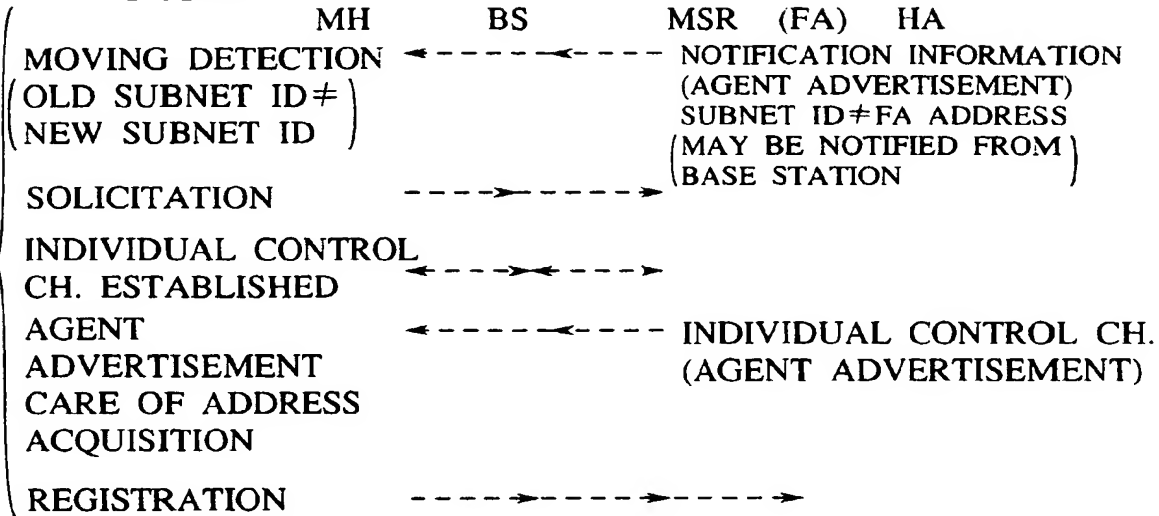 MH BS MSR (FA) HA
MOVING DETECTION
(OLD SUBNET ID≠
NEW SUBNET ID)
NOTIFICATION INFORMATION
(AGENT ADVERTISEMENT)
SUBNET ID≠FA ADDRESS
(MAY BE NOTIFIED FROM
BASE STATION)
SOLICITATION
INDIVIDUAL CONTROL
CH. ESTABLISHED
AGENT
ADVERTISEMENT
CARE OF ADDRESS
ACQUISITION
INDIVIDUAL CONTROL CH.
(AGENT ADVERTISEMENT)
REGISTRATION